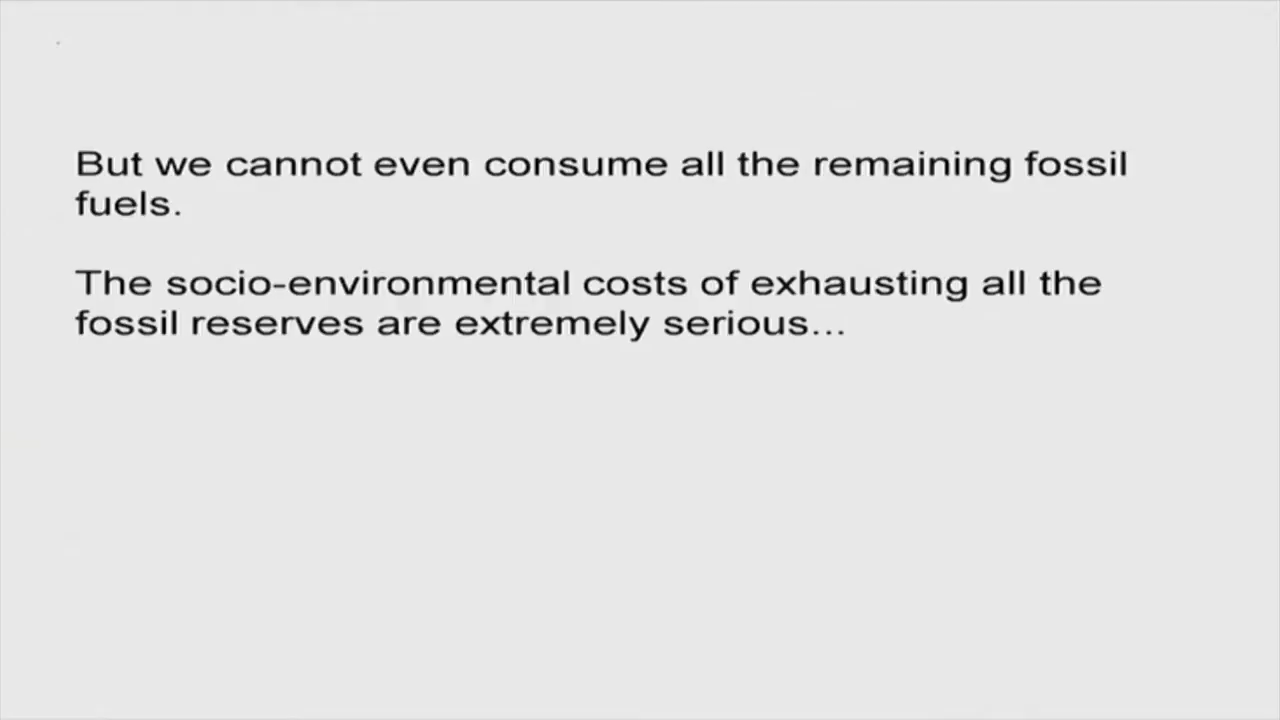 But we cannot even consume all the remaining fossil
fuels.
The socio-environmental costs of exhausting all the
fossil reserves are extremely serious...